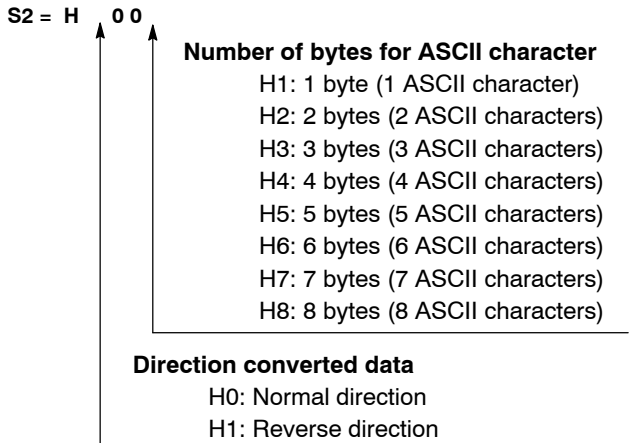 S2 = H 0 0
Number of bytes for ASCII character
H1: 1 byte (1 ASCII character)
H2: 2 bytes (2 ASCII characters)
H3: 3 bytes (3 ASCII characters)
H4: 4 bytes (4 ASCII characters)
H5: 5 bytes (5 ASCII characters)
H6: 6 bytes (6 ASCII characters)
H7: 7 bytes (7 ASCII characters)
H8: 8 bytes (8 ASCII characters)
Direction converted data
H0: Normal direction
H1: Reverse direction